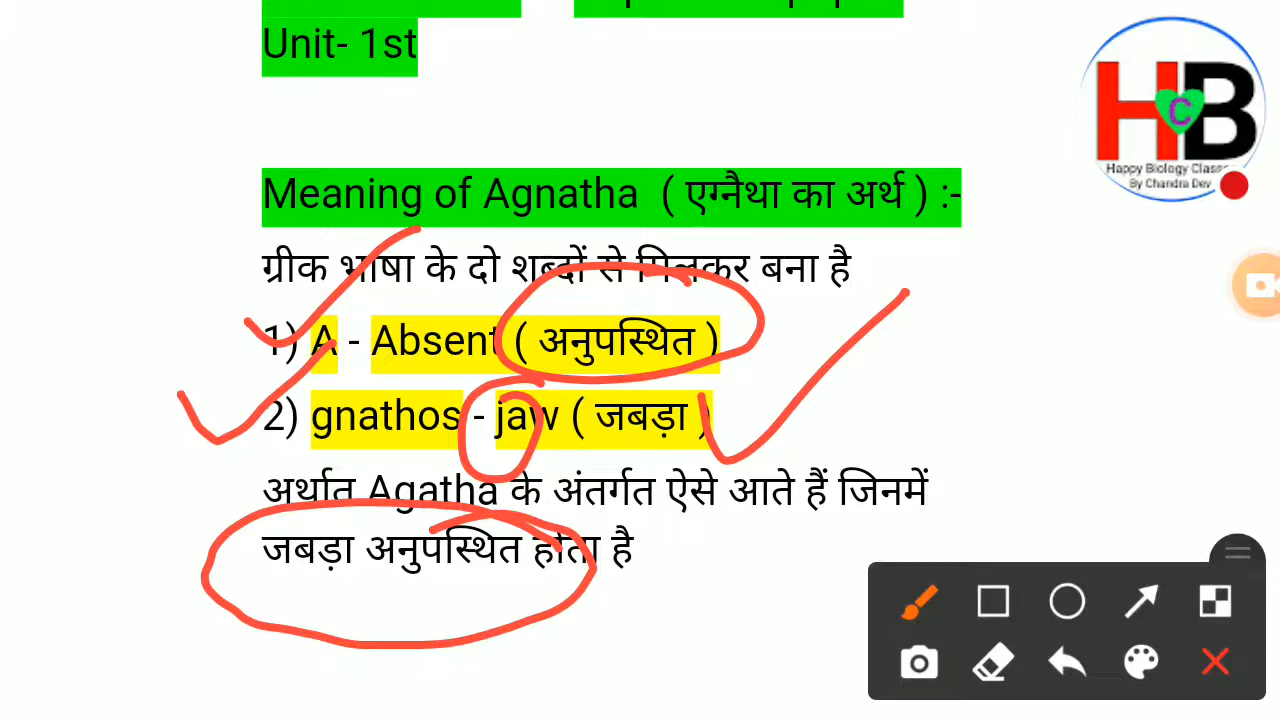 Unit- 1st
Meaning of Agnatha ( एग्नैथा का अर्थ ) :-
ग्रीक भाषा के दो शब्दों से मिलकर बना है
1) A - Absent ( अनुपस्थित )
2) gnathos - jaw ( जबड़ा )
अर्थात Agatha के अंतर्गत ऐसे आते हैं जिनमें
जबड़ा अनुपस्थित होता है
HCB
Happy Biology
By Chandra Dev